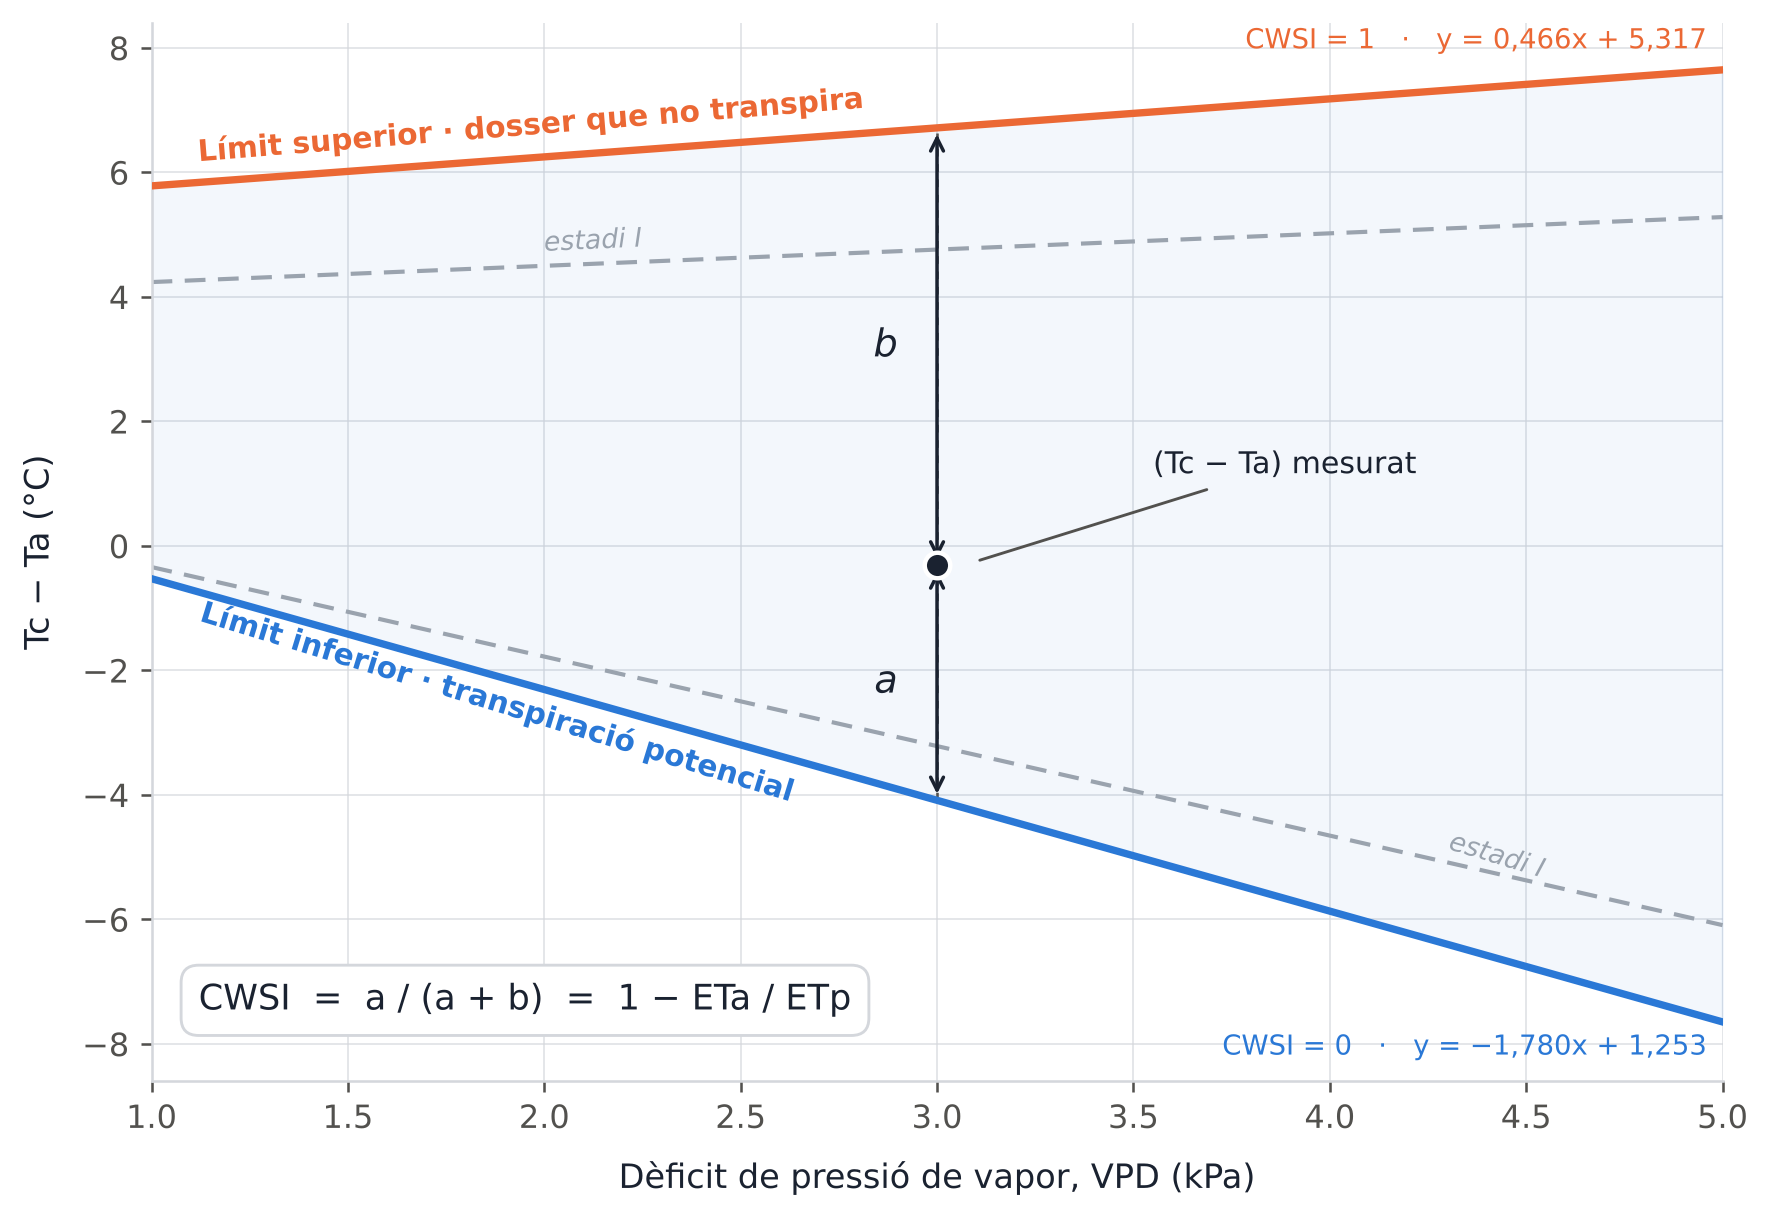 CWSI = 1 · y = 0,466x + 5,317
Límit superior · dosser que no transpira
estadi I
b
(Tc − Ta) mesurat
a
Límit inferior · transpiració potencial
estadi I
CWSI = a / (a + b) = 1 − ETa / ETp
CWSI = 0 · y = −1,780x + 1,253
8
6
4
2
0
−2
−4
−6
−8
Tc − Ta (°C)
1.0 1.5 2.0 2.5 3.0 3.5 4.0 4.5 5.0
Dèficit de pressió de vapor, VPD (kPa)